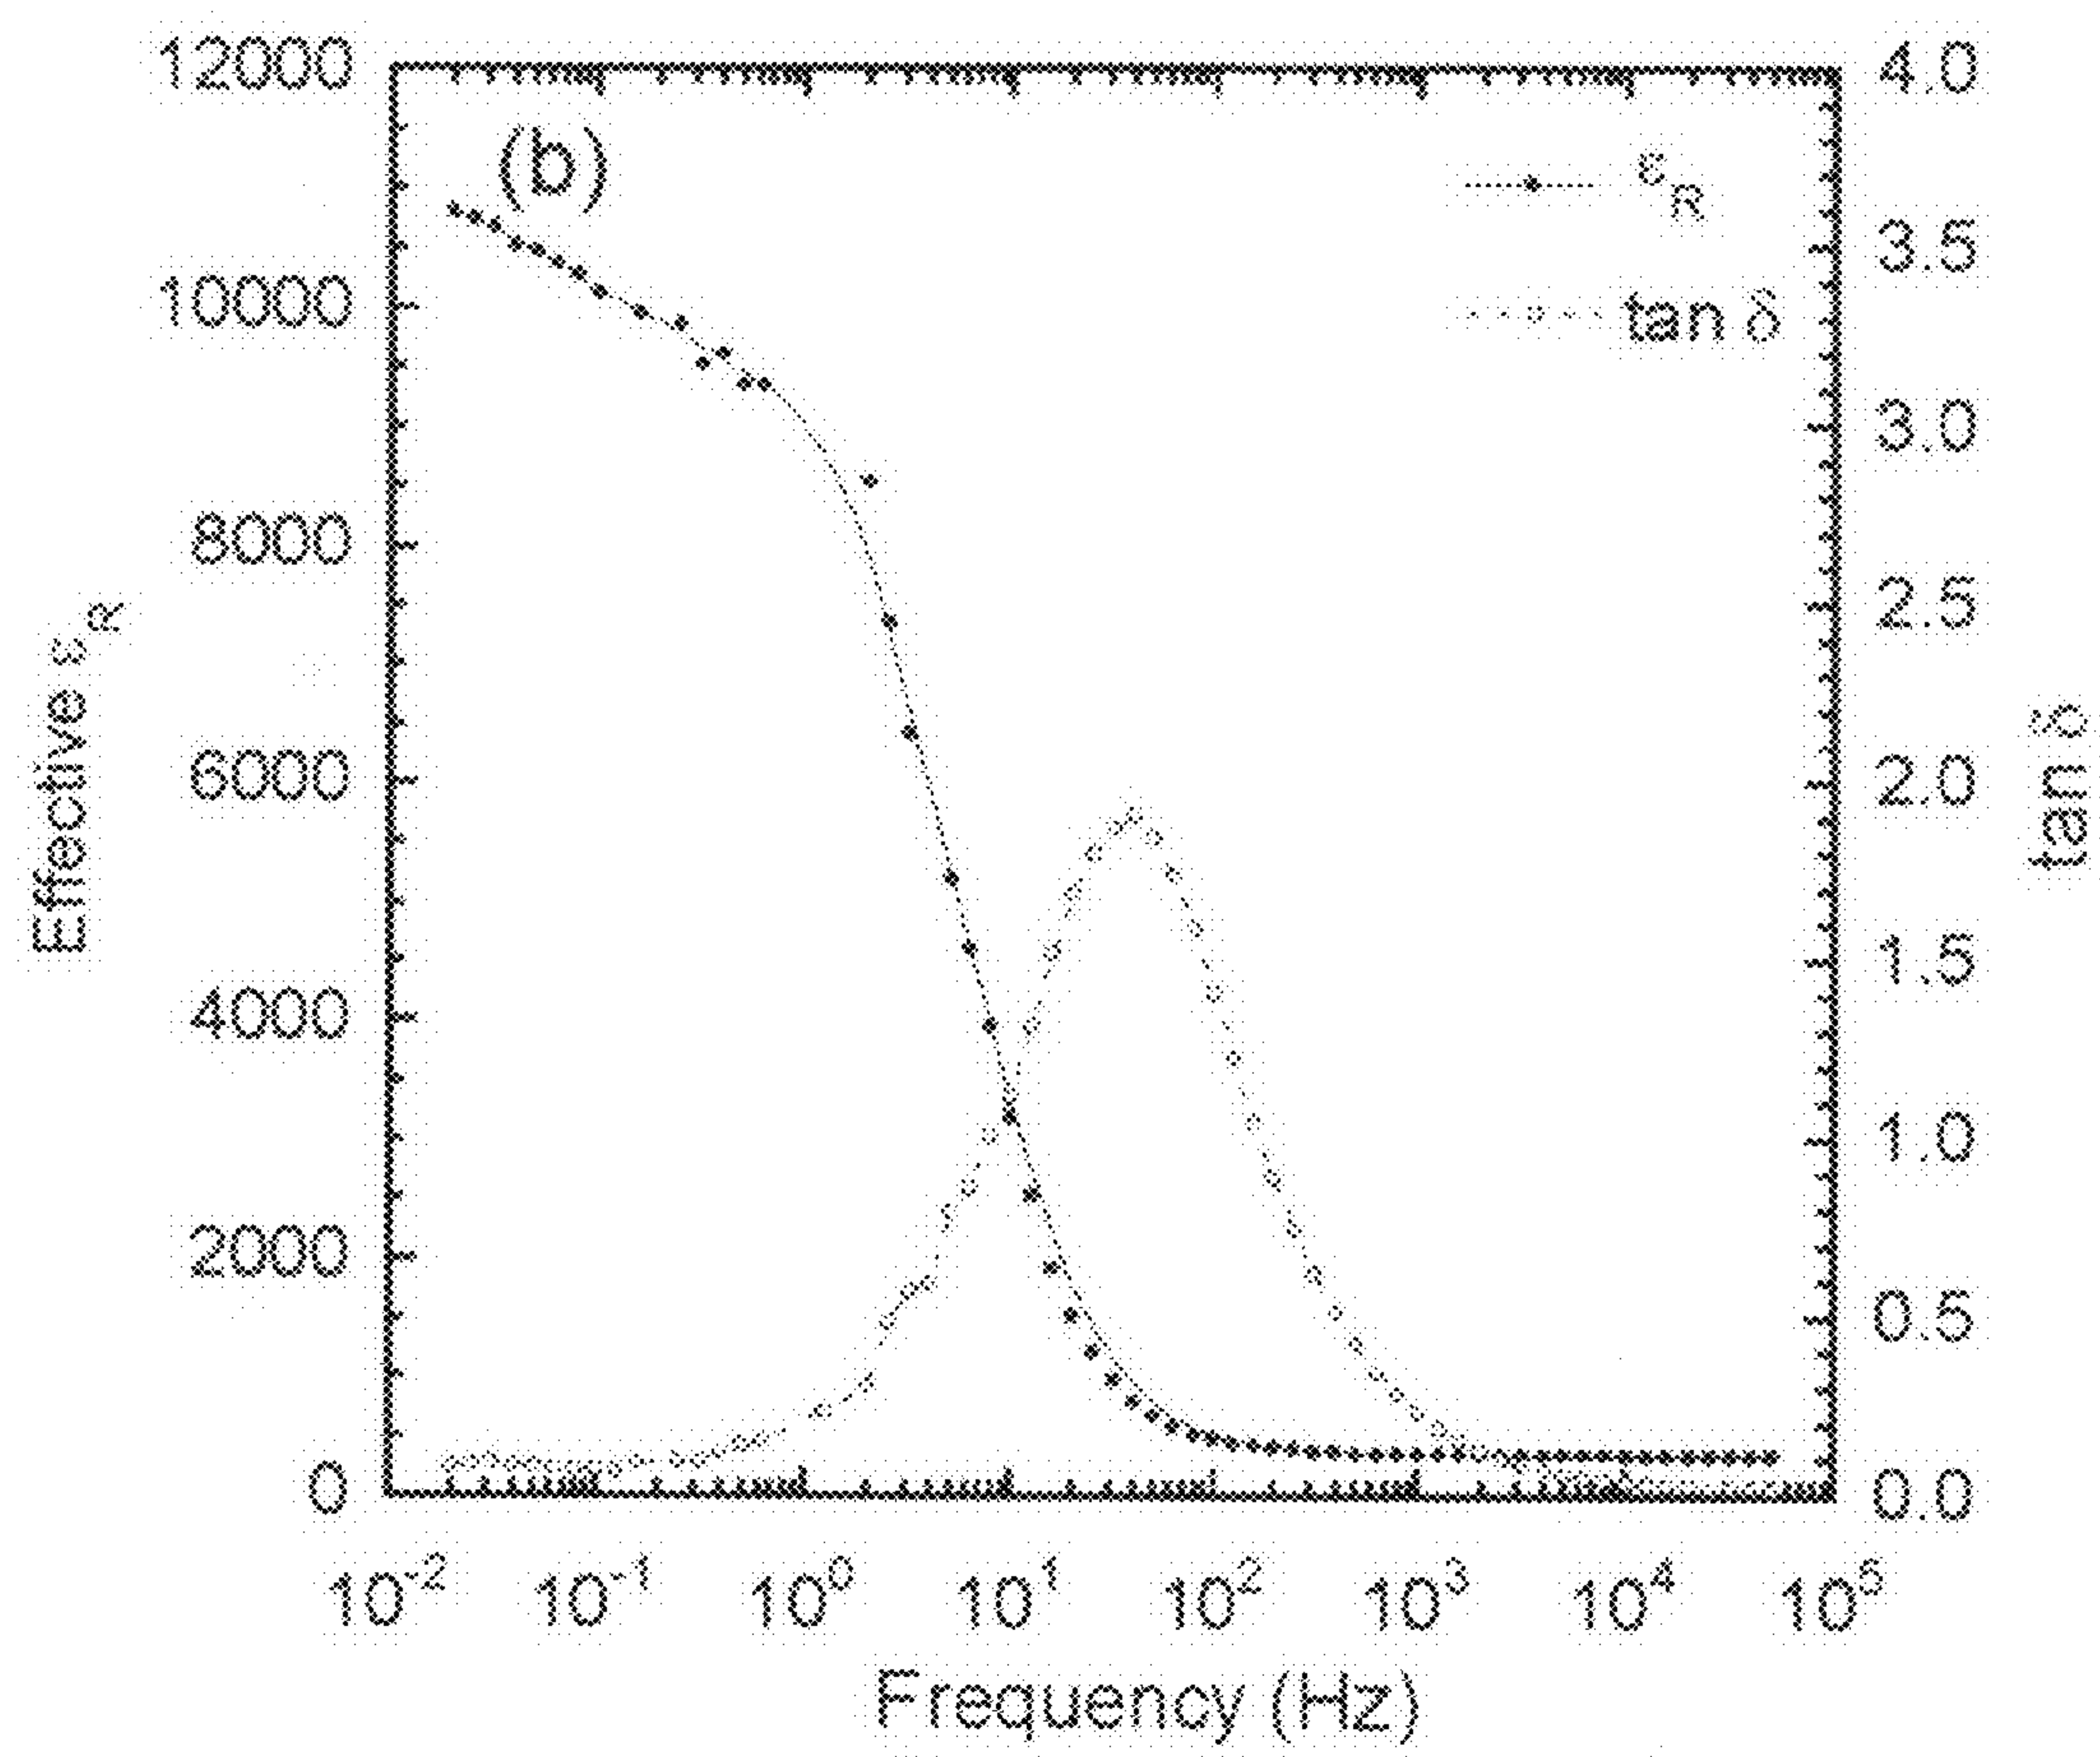 12000
10000
8000
6000
4000
2000
0
Effective ε_R
(b)
ε_R
tan δ
4.0
3.5
3.0
2.5
2.0
1.5
1.0
0.5
0.0
tan δ
10^-2 10^-1 10^0 10^1 10^2 10^3 10^4 10^5
Frequency (Hz)